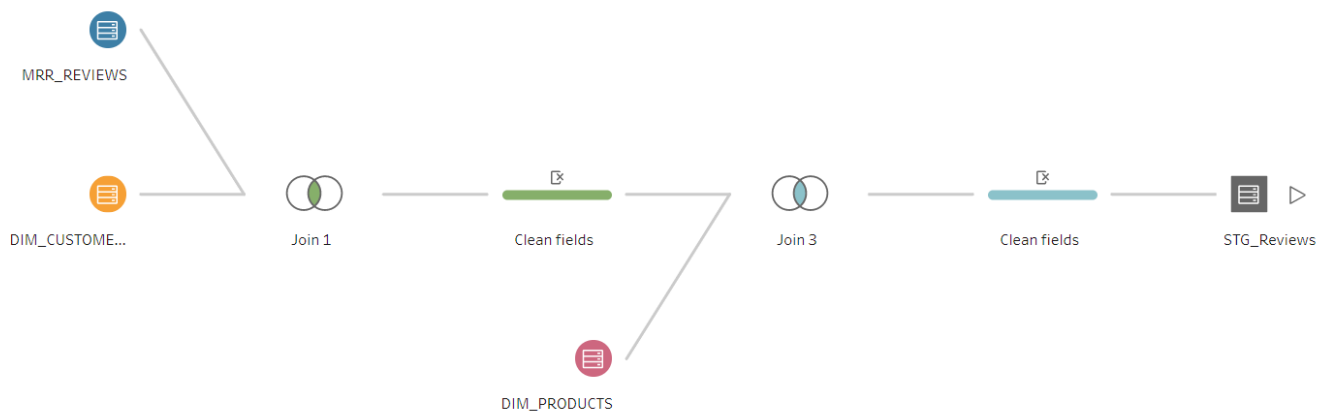 MRR_REVIEWS
DIM_CUSTOME...
Join 1
Clean fields
Join 3
Clean fields
STG_Reviews
DIM_PRODUCTS